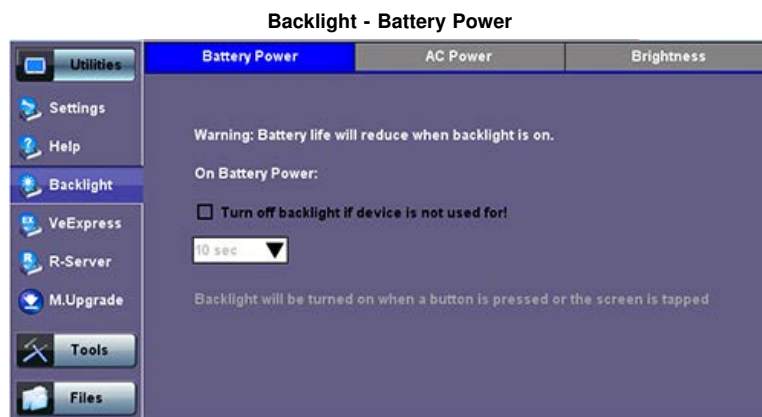 Backlight - Battery Power
Utilities
Battery Power
AC Power
Brightness
Settings
Help
Backlight
VeExpress
R-Server
M.Upgrade
Tools
Files
Warning: Battery life will reduce when backlight is on.
On Battery Power:
Turn off backlight if device is not used for!
10 sec
Backlight will be turned on when a button is pressed or the screen is tapped